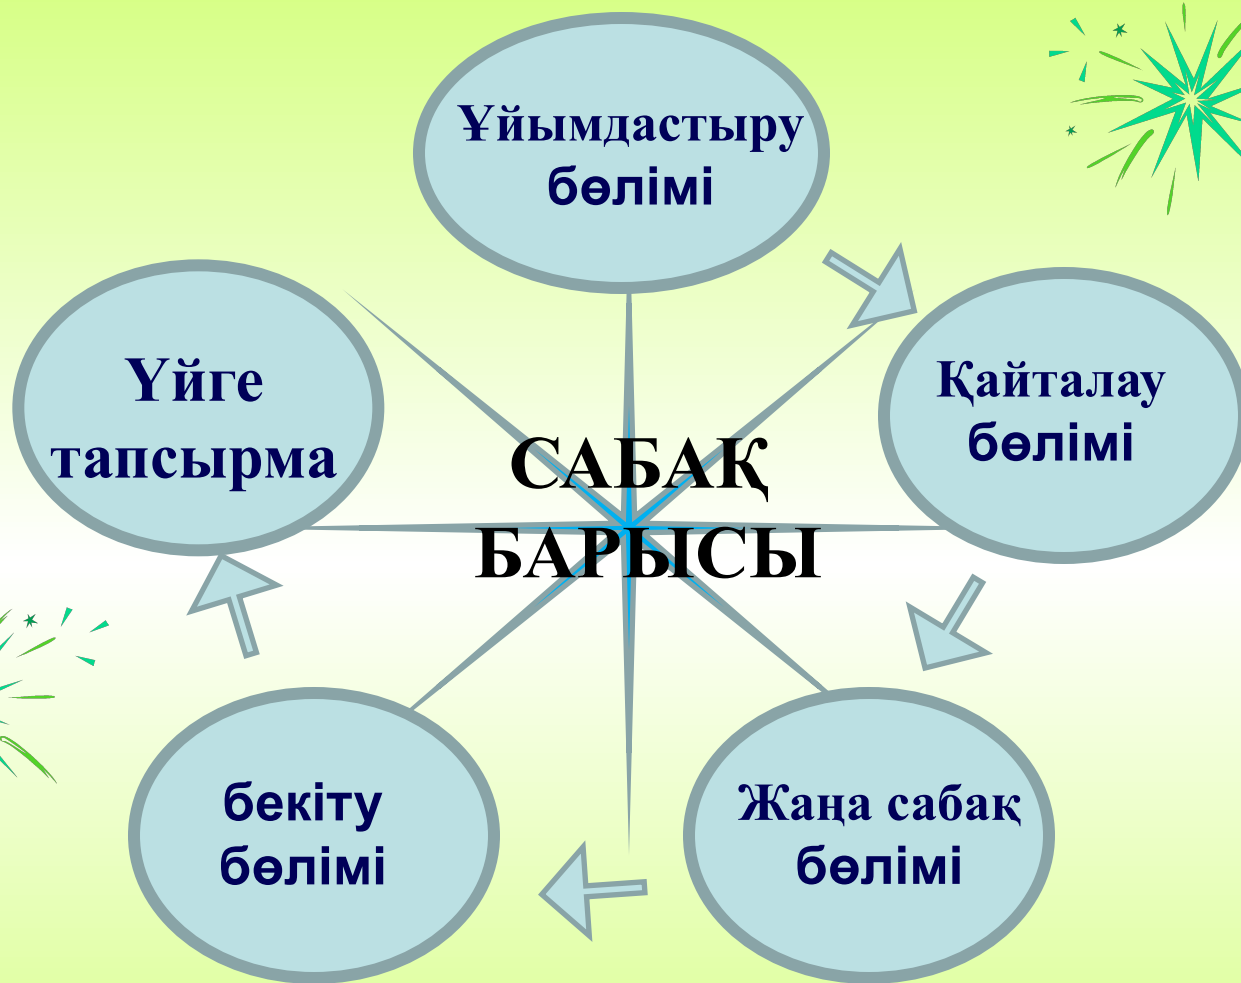 Ұйымдастыру
бөлімі
Қайталау
бөлімі
Үйге
тапсырма
САБАҚ
БАРЫСЫ
бекіту
бөлімі
Жаңа сабақ
бөлімі